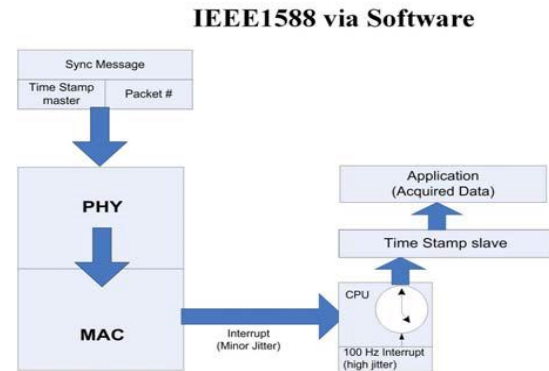 IEEE1588 via Software
Sync Message
Time Stamp
master
Packet #
PHY
MAC
Interrupt
(Minor Jitter)
Application
(Acquired Data)
Time Stamp slave
CPU
100 Hz Interrupt
(high jitter)